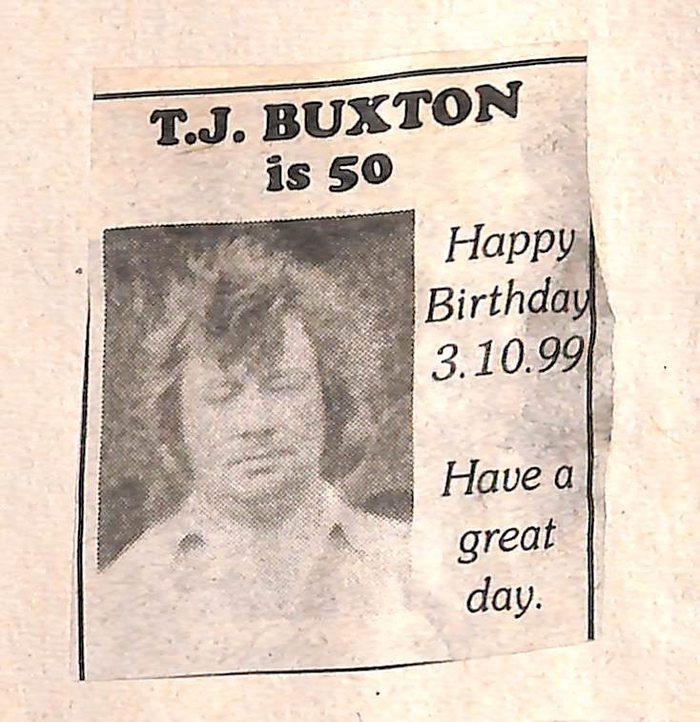 T.J. BUXTON
is 50
Happy
Birthday
3.10.99
Have a
great
day.